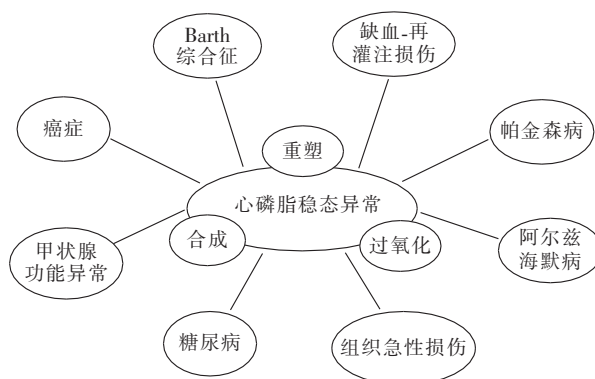 Barth
综合征
缺血-再
灌注损伤
癌症
帕金森病
重塑
心磷脂稳态异常
合成
过氧化
甲状腺
功能异常
阿尔兹
海默病
糖尿病
组织急性损伤